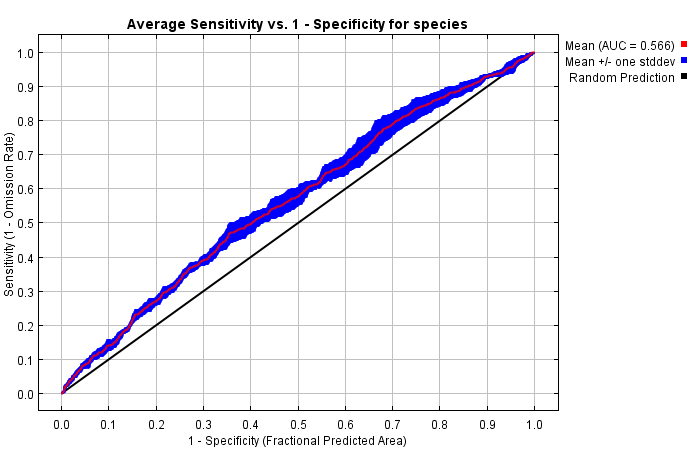 Average Sensitivity vs. 1 - Specificity for species
Mean (AUC = 0.566)
Mean +/- one stddev
Random Prediction
Sensitivity (1 - Omission Rate)
1.0
0.9
0.8
0.7
0.6
0.5
0.4
0.3
0.2
0.1
0.0
0.0 0.1 0.2 0.3 0.4 0.5 0.6 0.7 0.8 0.9 1.0
1 - Specificity (Fractional Predicted Area)